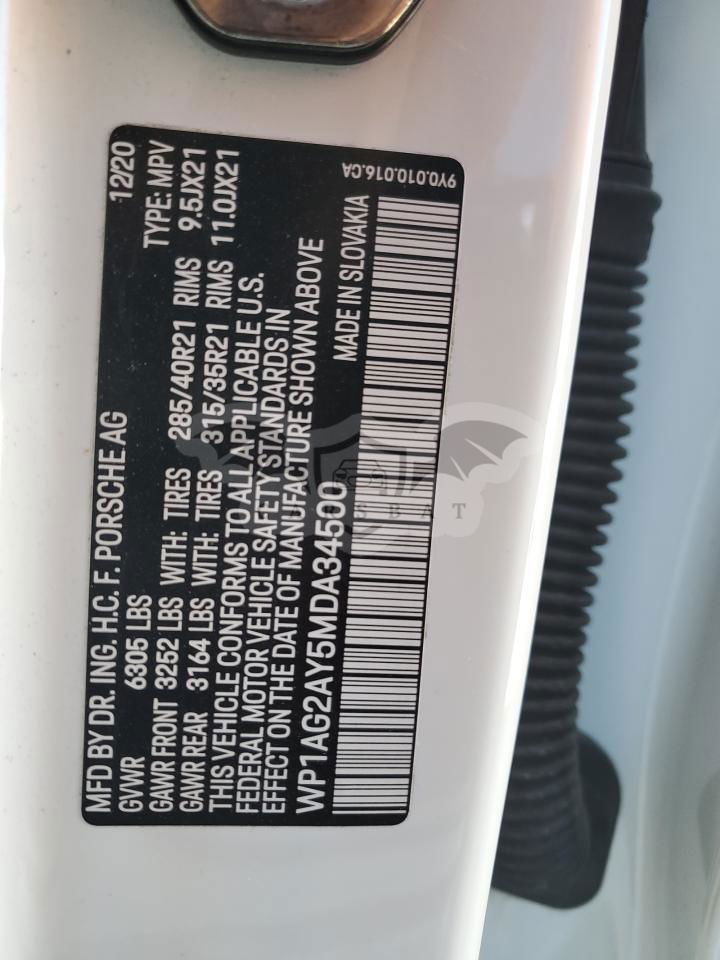 MFD BY DR. ING. H.C. F. PORSCHE AG 12/20
GVWR 6305 LBS TYPE: MPV
GAWR FRONT 3252 LBS WITH: TIRES 285/40R21 RIMS 9.5JX21
GAWR REAR 3164 LBS WITH: TIRES 315/35R21 RIMS 11.0JX21
THIS VEHICLE CONFORMS TO ALL APPLICABLE U.S.
FEDERAL MOTOR VEHICLE SAFETY STANDARDS IN
EFFECT ON THE DATE OF MANUFACTURE SHOWN ABOVE
WP1AG2AY5MDA34500 MADE IN SLOVAKIA
9Y0.010.016.CA
CARSBAT